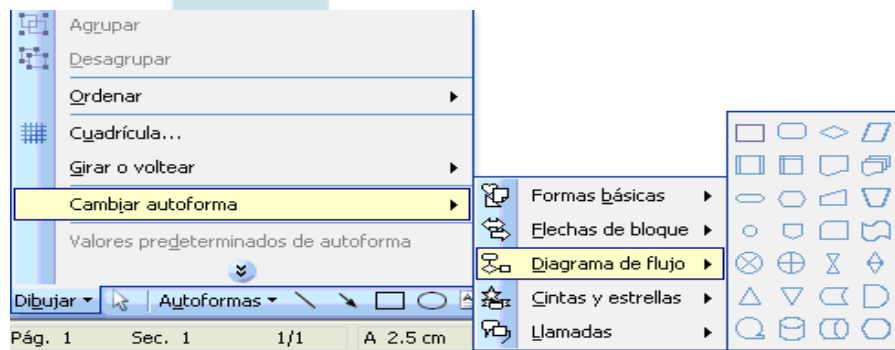 Agrupar
Desagrupar
Ordenar
Cuadrícula...
Girar o voltear
Cambiar autoforma
Valores predeterminados de autoforma
Formas básicas
Flechas de bloque
Diagrama de flujo
Cintas y estrellas
Llamadas
Dibujar
Autoformas
Pág. 1 Sec. 1 1/1 A 2.5 cm